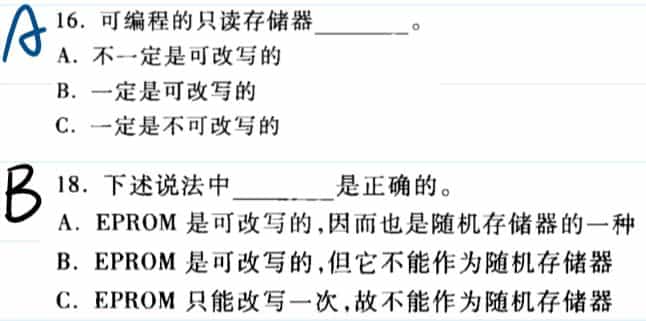 A
16. 可编程的只读存储器______。
A. 不一定是可改写的
B. 一定是可改写的
C. 一定是不可改写的
B
18. 下述说法中______是正确的。
A. EPROM 是可改写的,因而也是随机存储器的一种
B. EPROM 是可改写的,但它不能作为随机存储器
C. EPROM 只能改写一次,故不能作为随机存储器